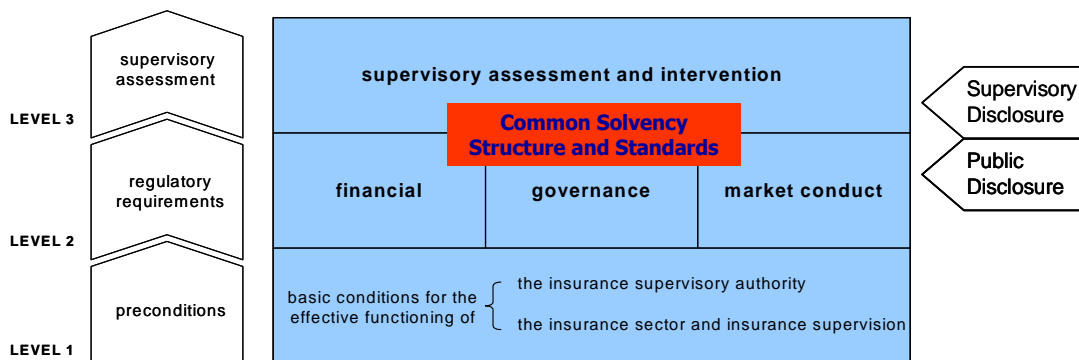 supervisory
assessment
LEVEL 3
regulatory
requirements
LEVEL 2
preconditions
LEVEL 1
supervisory assessment and intervention
Common Solvency
Structure and Standards
financial
governance
market conduct
basic conditions for the
effective functioning of
the insurance supervisory authority
the insurance sector and insurance supervision
Supervisory
Disclosure
Public
Disclosure